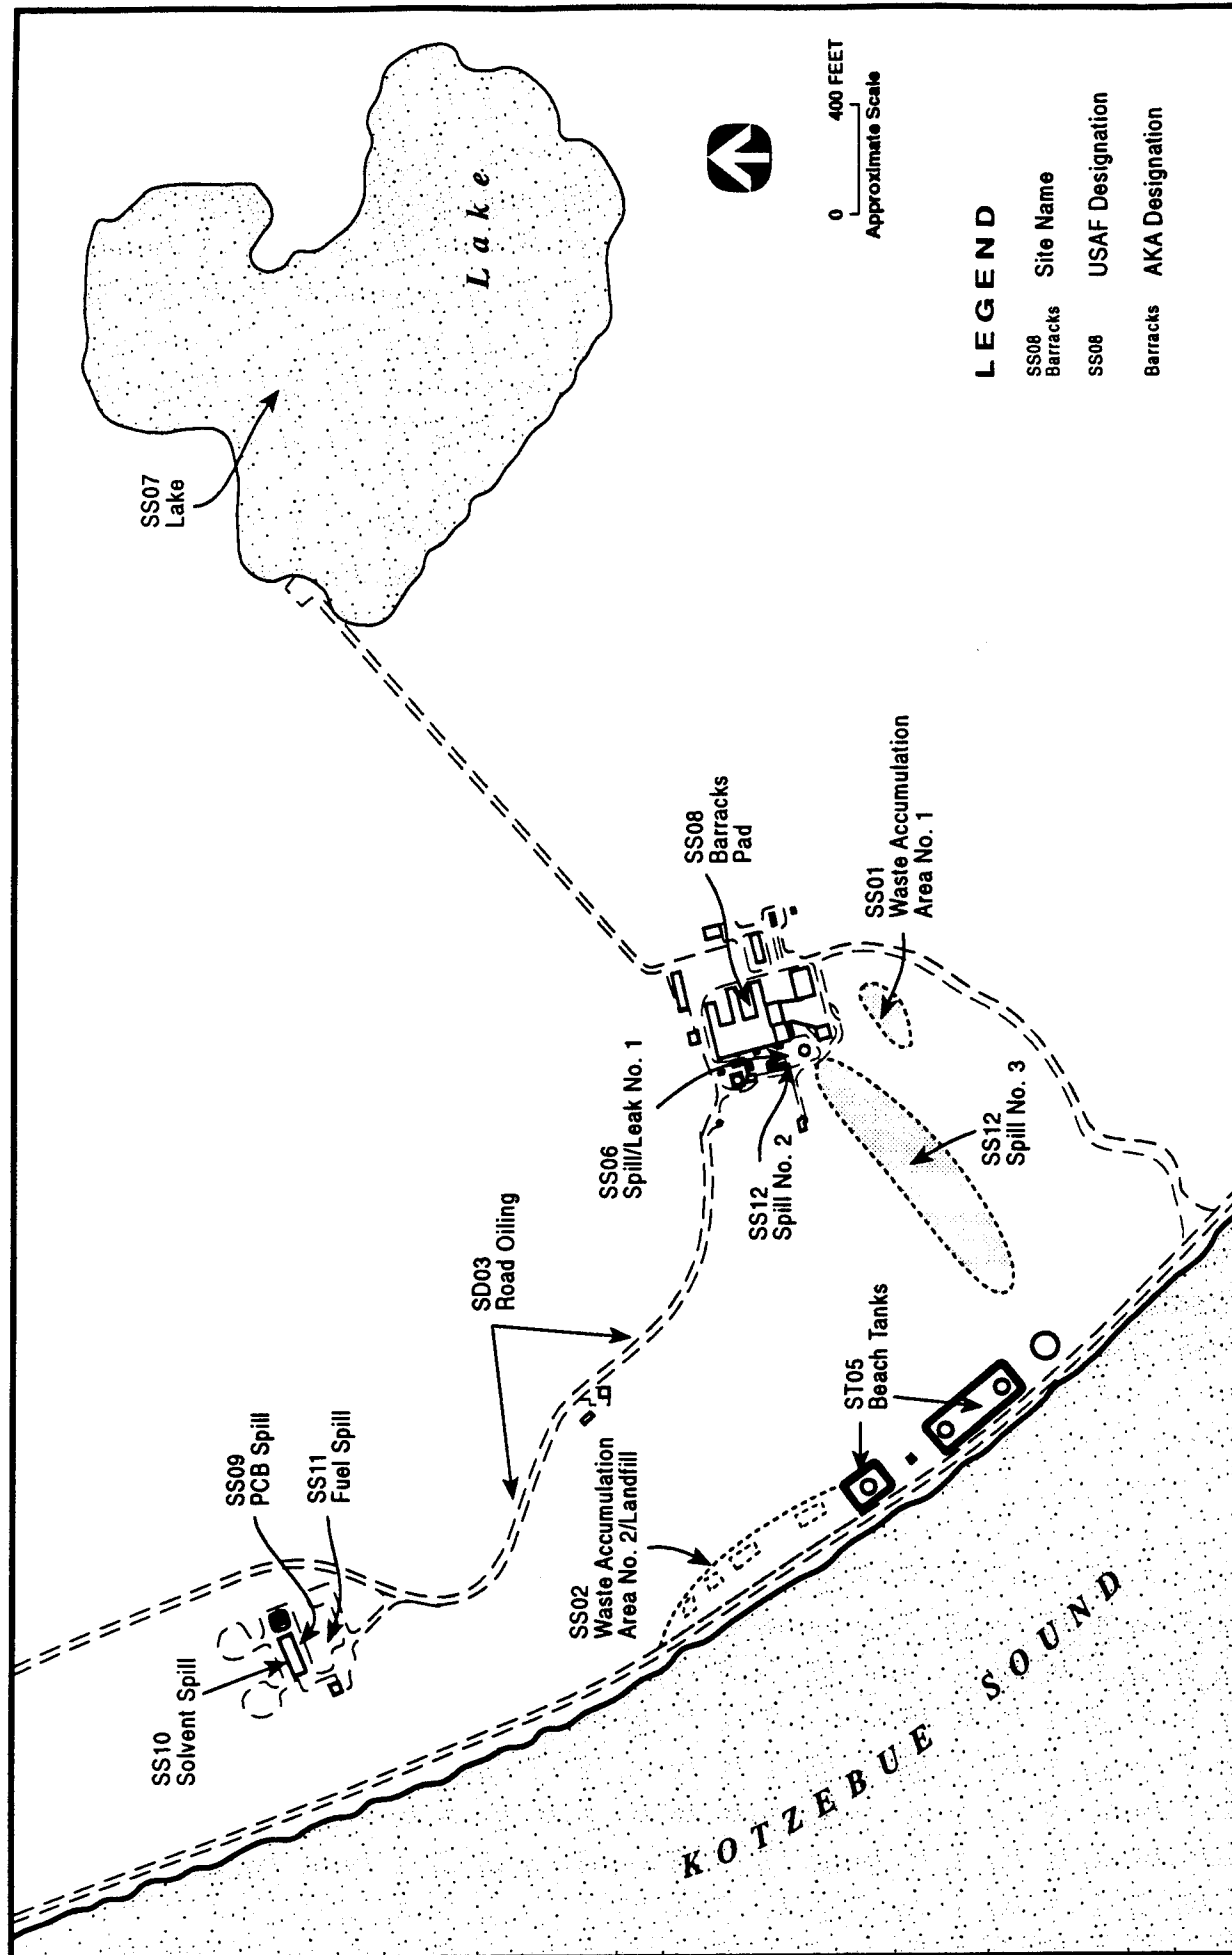 SS10
Solvent Spill
SS09
PCB Spill
SS11
Fuel Spill
SD03
Road Oiling
SS07
Lake
Lake
SS02
Waste Accumulation
Area No. 2/Landfill
SS06
Spill/Leak No. 1
SS08
Barracks
Pad
SS12
Spill No. 2
ST05
Beach Tanks
SS01
Waste Accumulation
Area No. 1
SS12
Spill No. 3
KOTZEBUE SOUND
0 400 FEET
Approximate Scale
LEGEND
SS08
Barracks Site Name
SS08 USAF Designation
Barracks AKA Designation